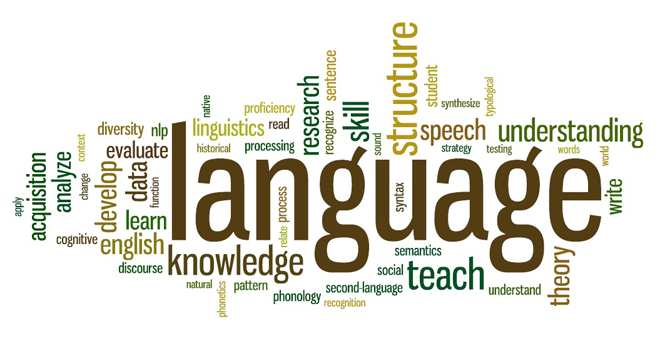 language
structure
understanding
teach
knowledge
speech
skill
research
sentence
student
synthesize
typological
native
proficiency
linguistics
read
recognize
historical
processing
sound
strategy
testing
words
world
diversity
nlp
evaluate
context
acquisition
analyze
apply
change
develop
data
function
learn
cognitive
english
discourse
natural
phonetics
pattern
phonology
relate
process
second-language
recognition
syntax
semantics
social
understand
theory
write